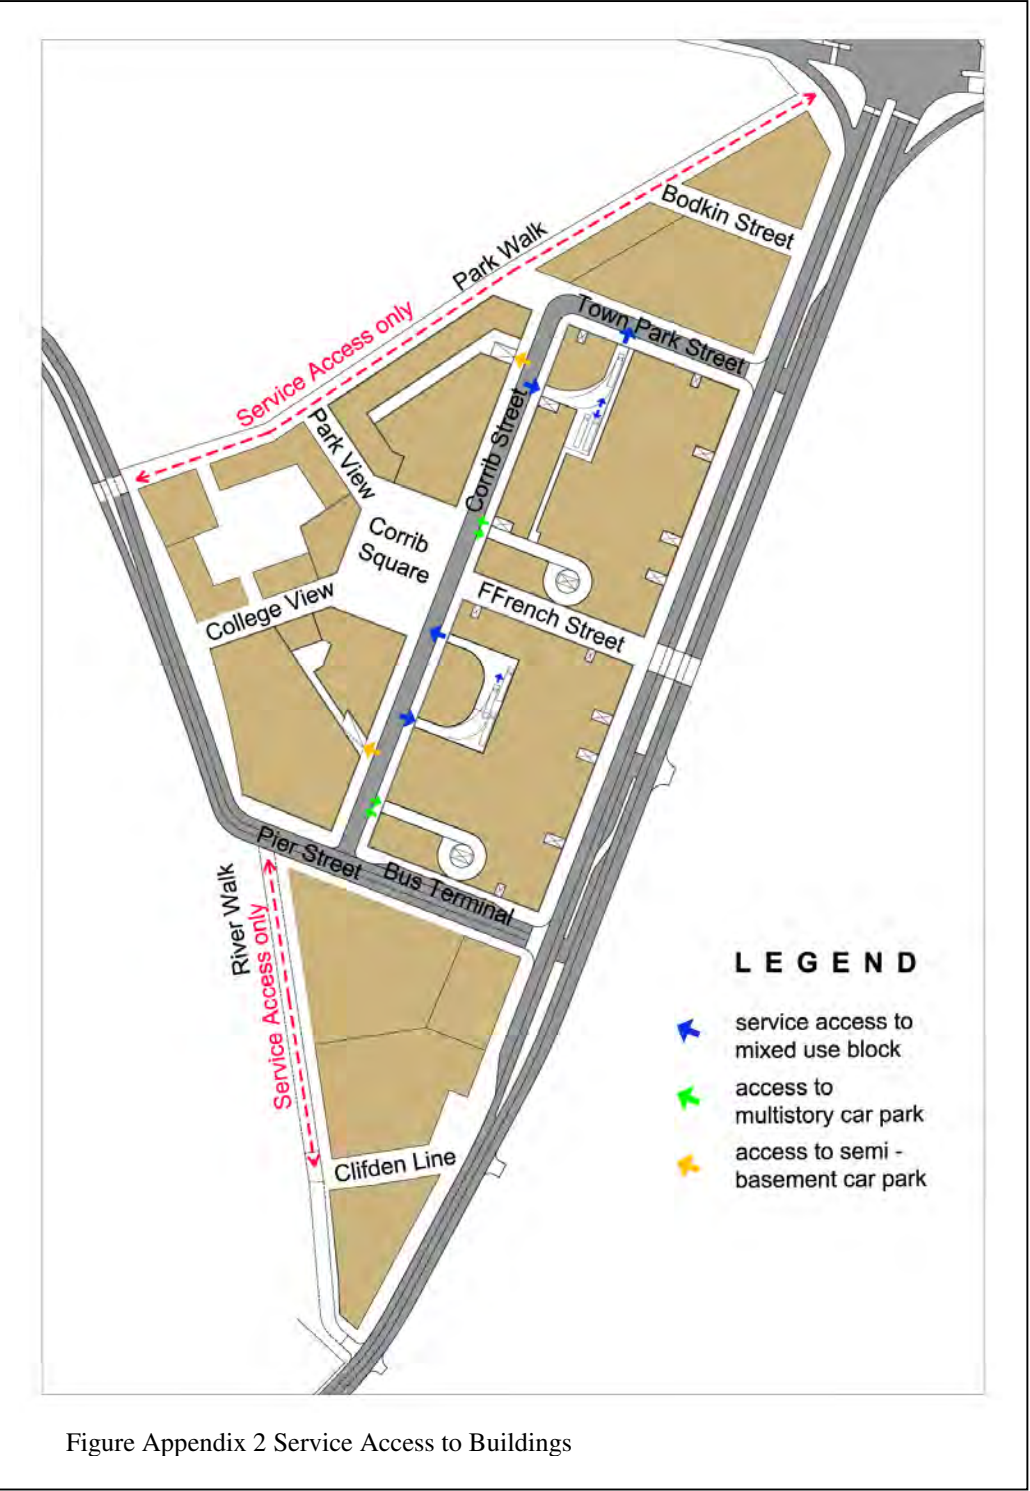 Bodkin Street
Park Walk
Service Access only
Town Park Street
Park View
Corrib Street
Corrib
Square
FFrench Street
College View
Pier Street
Bus Terminal
River Walk
Service Access only
Clifden Line
LEGEND
service access to
mixed use block
access to
multistory car park
access to semi -
basement car park
Figure Appendix 2 Service Access to Buildings